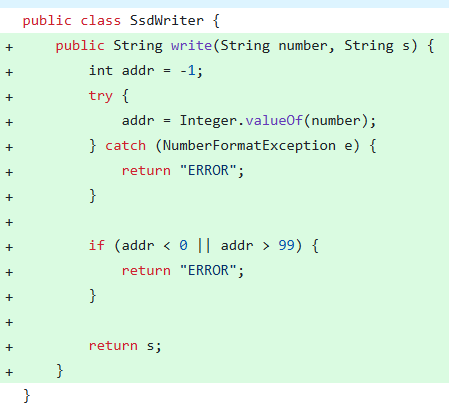 public class SsdWriter {
+ public String write(String number, String s) {
+ int addr = -1;
+ try {
+ addr = Integer.valueOf(number);
+ } catch (NumberFormatException e) {
+ return "ERROR";
+ }
+
+ if (addr < 0 || addr > 99) {
+ return "ERROR";
+ }
+
+ return s;
+ }
}